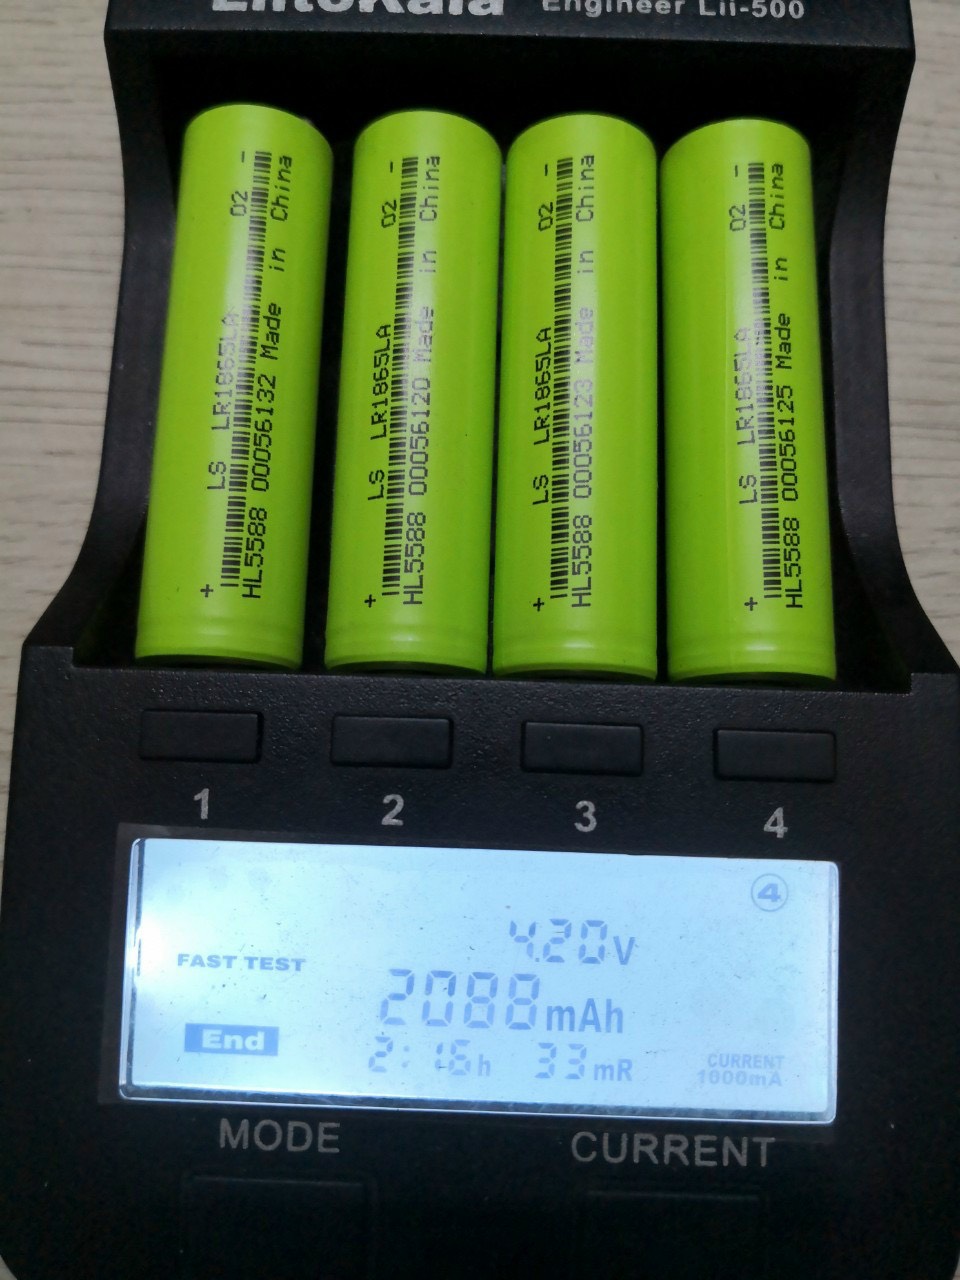 LiitoKala Engineer Lii-500
LS LR1865LA 02 -
+ HL5588 00056132 Made in China
LS LR1865LA 02 -
+ HL5588 00056120 Made in China
LS LR1865LA 02 -
+ HL5588 00056123 Made in China
LS LR1865LA 02 -
+ HL5588 00056125 Made in China
1 2 3 4
4
4.20V
FAST TEST
2088mAh
End
2:16h 33mR
CURRENT
1000mA
MODE CURRENT